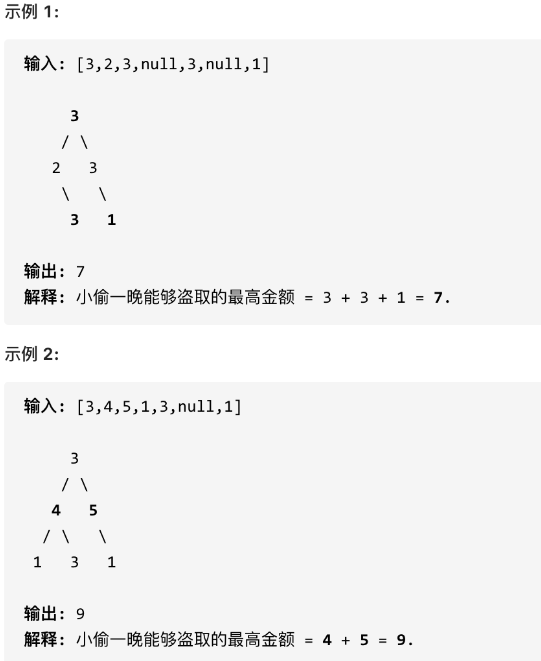 示例 1:
输入: [3,2,3,null,3,null,1]
3
/ \
2 3
\ \
3 1
输出: 7
解释: 小偷一晚能够盗取的最高金额 = 3 + 3 + 1 = 7.
示例 2:
输入: [3,4,5,1,3,null,1]
3
/ \
4 5
/ \ \
1 3 1
输出: 9
解释: 小偷一晚能够盗取的最高金额 = 4 + 5 = 9.